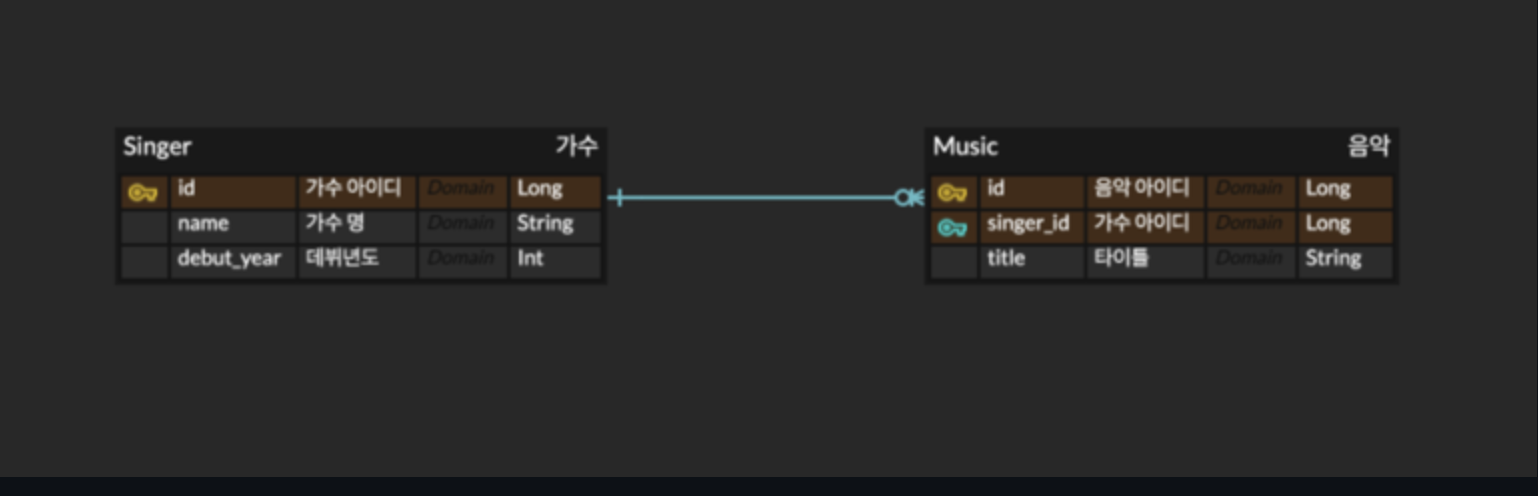 Singer 가수
id 가수 아이디 Domain Long
name 가수 명 Domain String
debut_year 데뷔년도 Domain Int
Music 음악
id 음악 아이디 Domain Long
singer_id 가수 아이디 Domain Long
title 타이틀 Domain String